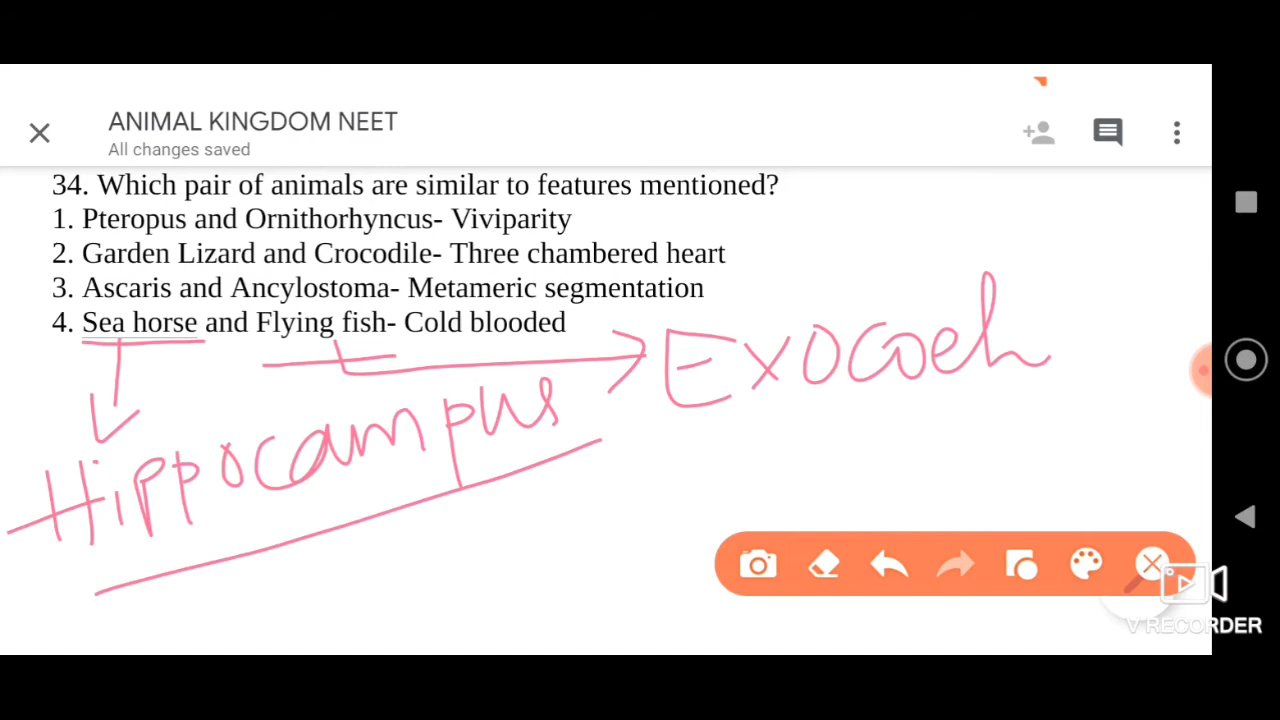 ANIMAL KINGDOM NEET
All changes saved
34. Which pair of animals are similar to features mentioned?
1. Pteropus and Ornithorhyncus- Viviparity
2. Garden Lizard and Crocodile- Three chambered heart
3. Ascaris and Ancylostoma- Metameric segmentation
4. Sea horse and Flying fish- Cold blooded
Exocoeh
Hippocampus
V RECORDER